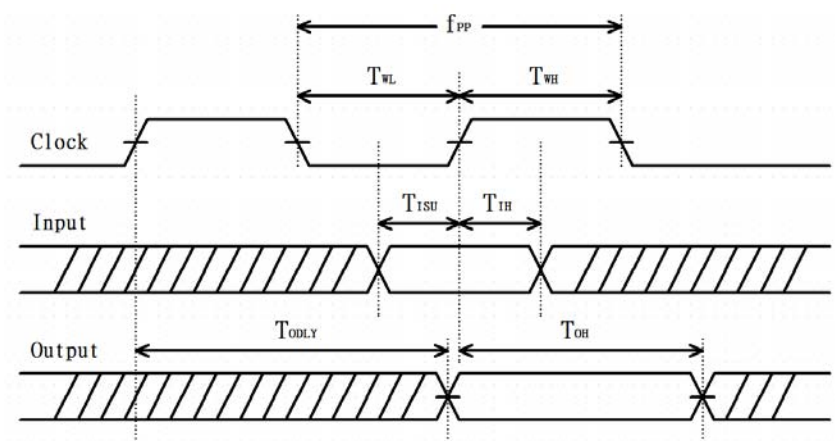 fPP
TWL TWH
Clock
TISU TIH
Input
TODLY TOH
Output